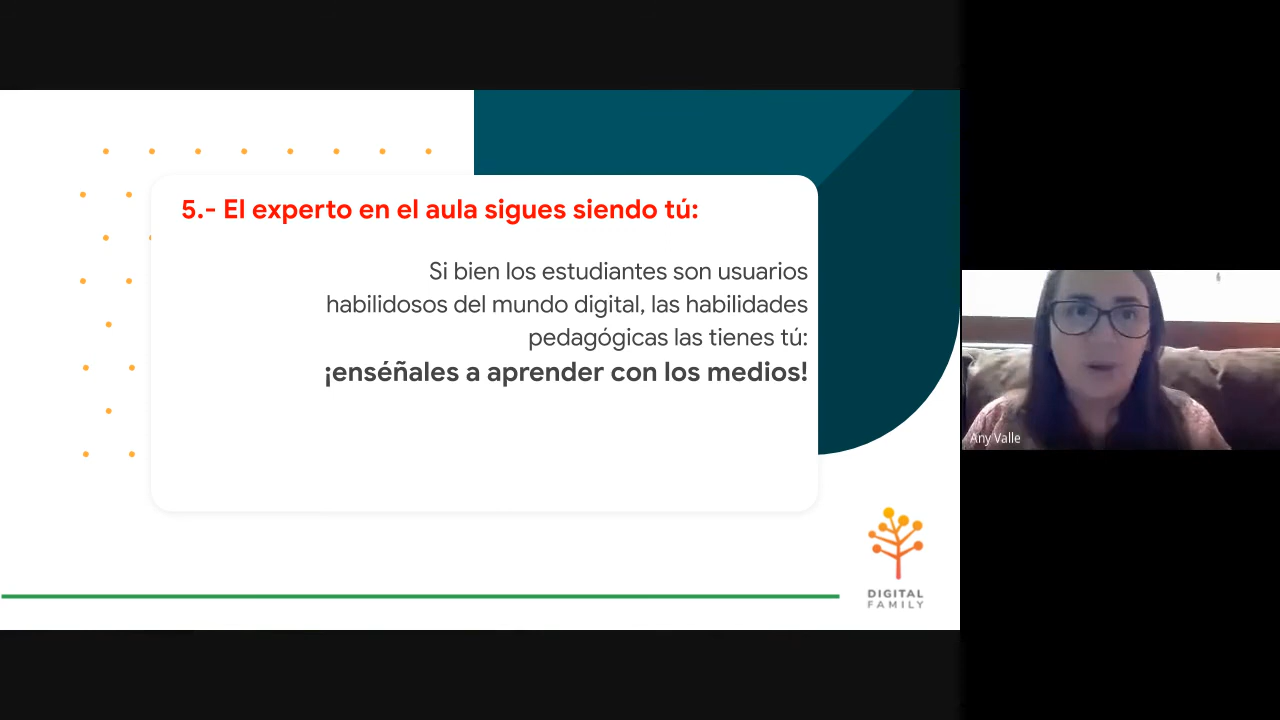 5.- El experto en el aula sigues siendo tú:
Si bien los estudiantes son usuarios
habilidosos del mundo digital, las habilidades
pedagógicas las tienes tú:
¡enséñales a aprender con los medios!
DIGITAL
FAMILY
Any Valle